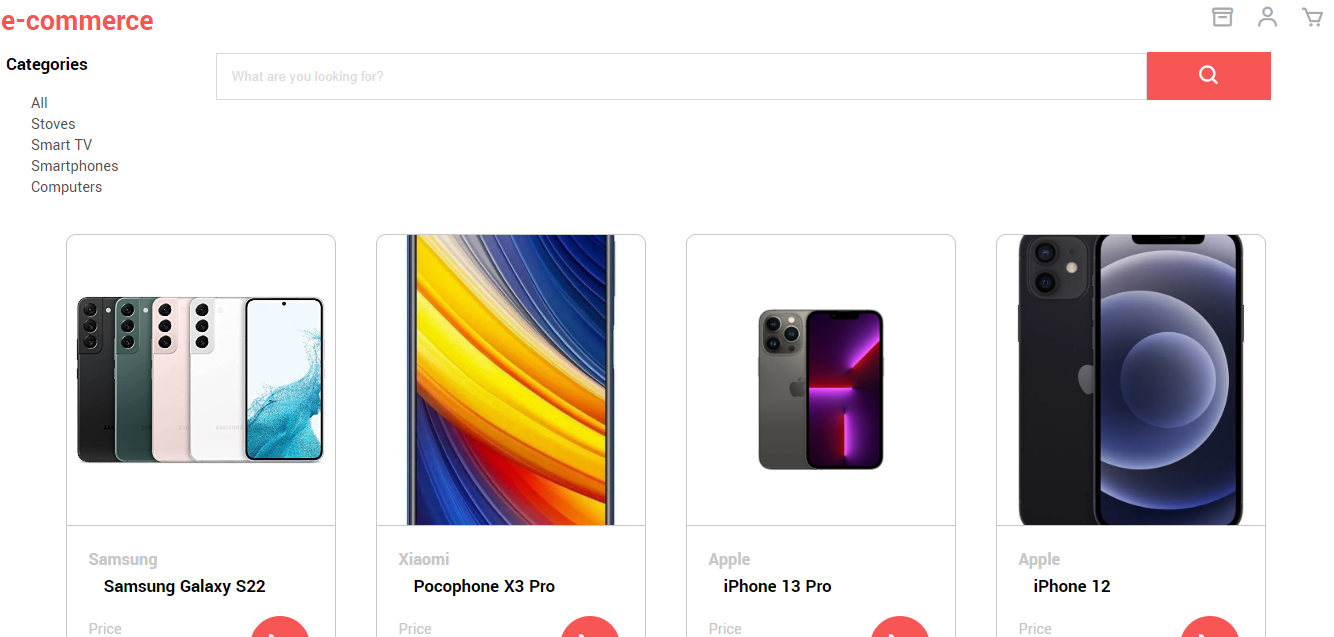 e-commerce
Categories
What are you looking for?
All
Stoves
Smart TV
Smartphones
Computers
Samsung
Samsung Galaxy S22
Price
Xiaomi
Pocophone X3 Pro
Price
Apple
iPhone 13 Pro
Price
Apple
iPhone 12
Price